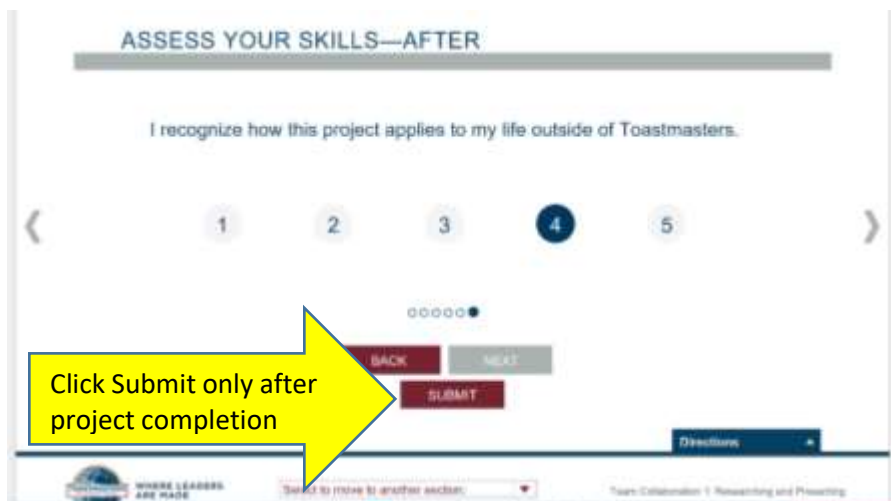 ASSESS YOUR SKILLS—AFTER
I recognize how this project applies to my life outside of Toastmasters.
1 2 3 4 5
BACK NEXT
Click Submit only after
project completion
SUBMIT
Directions
TOASTMASTERS
WHERE LEADERS
ARE MADE
Select to move to another section:
Team Collaboration 1: Researching and Presenting